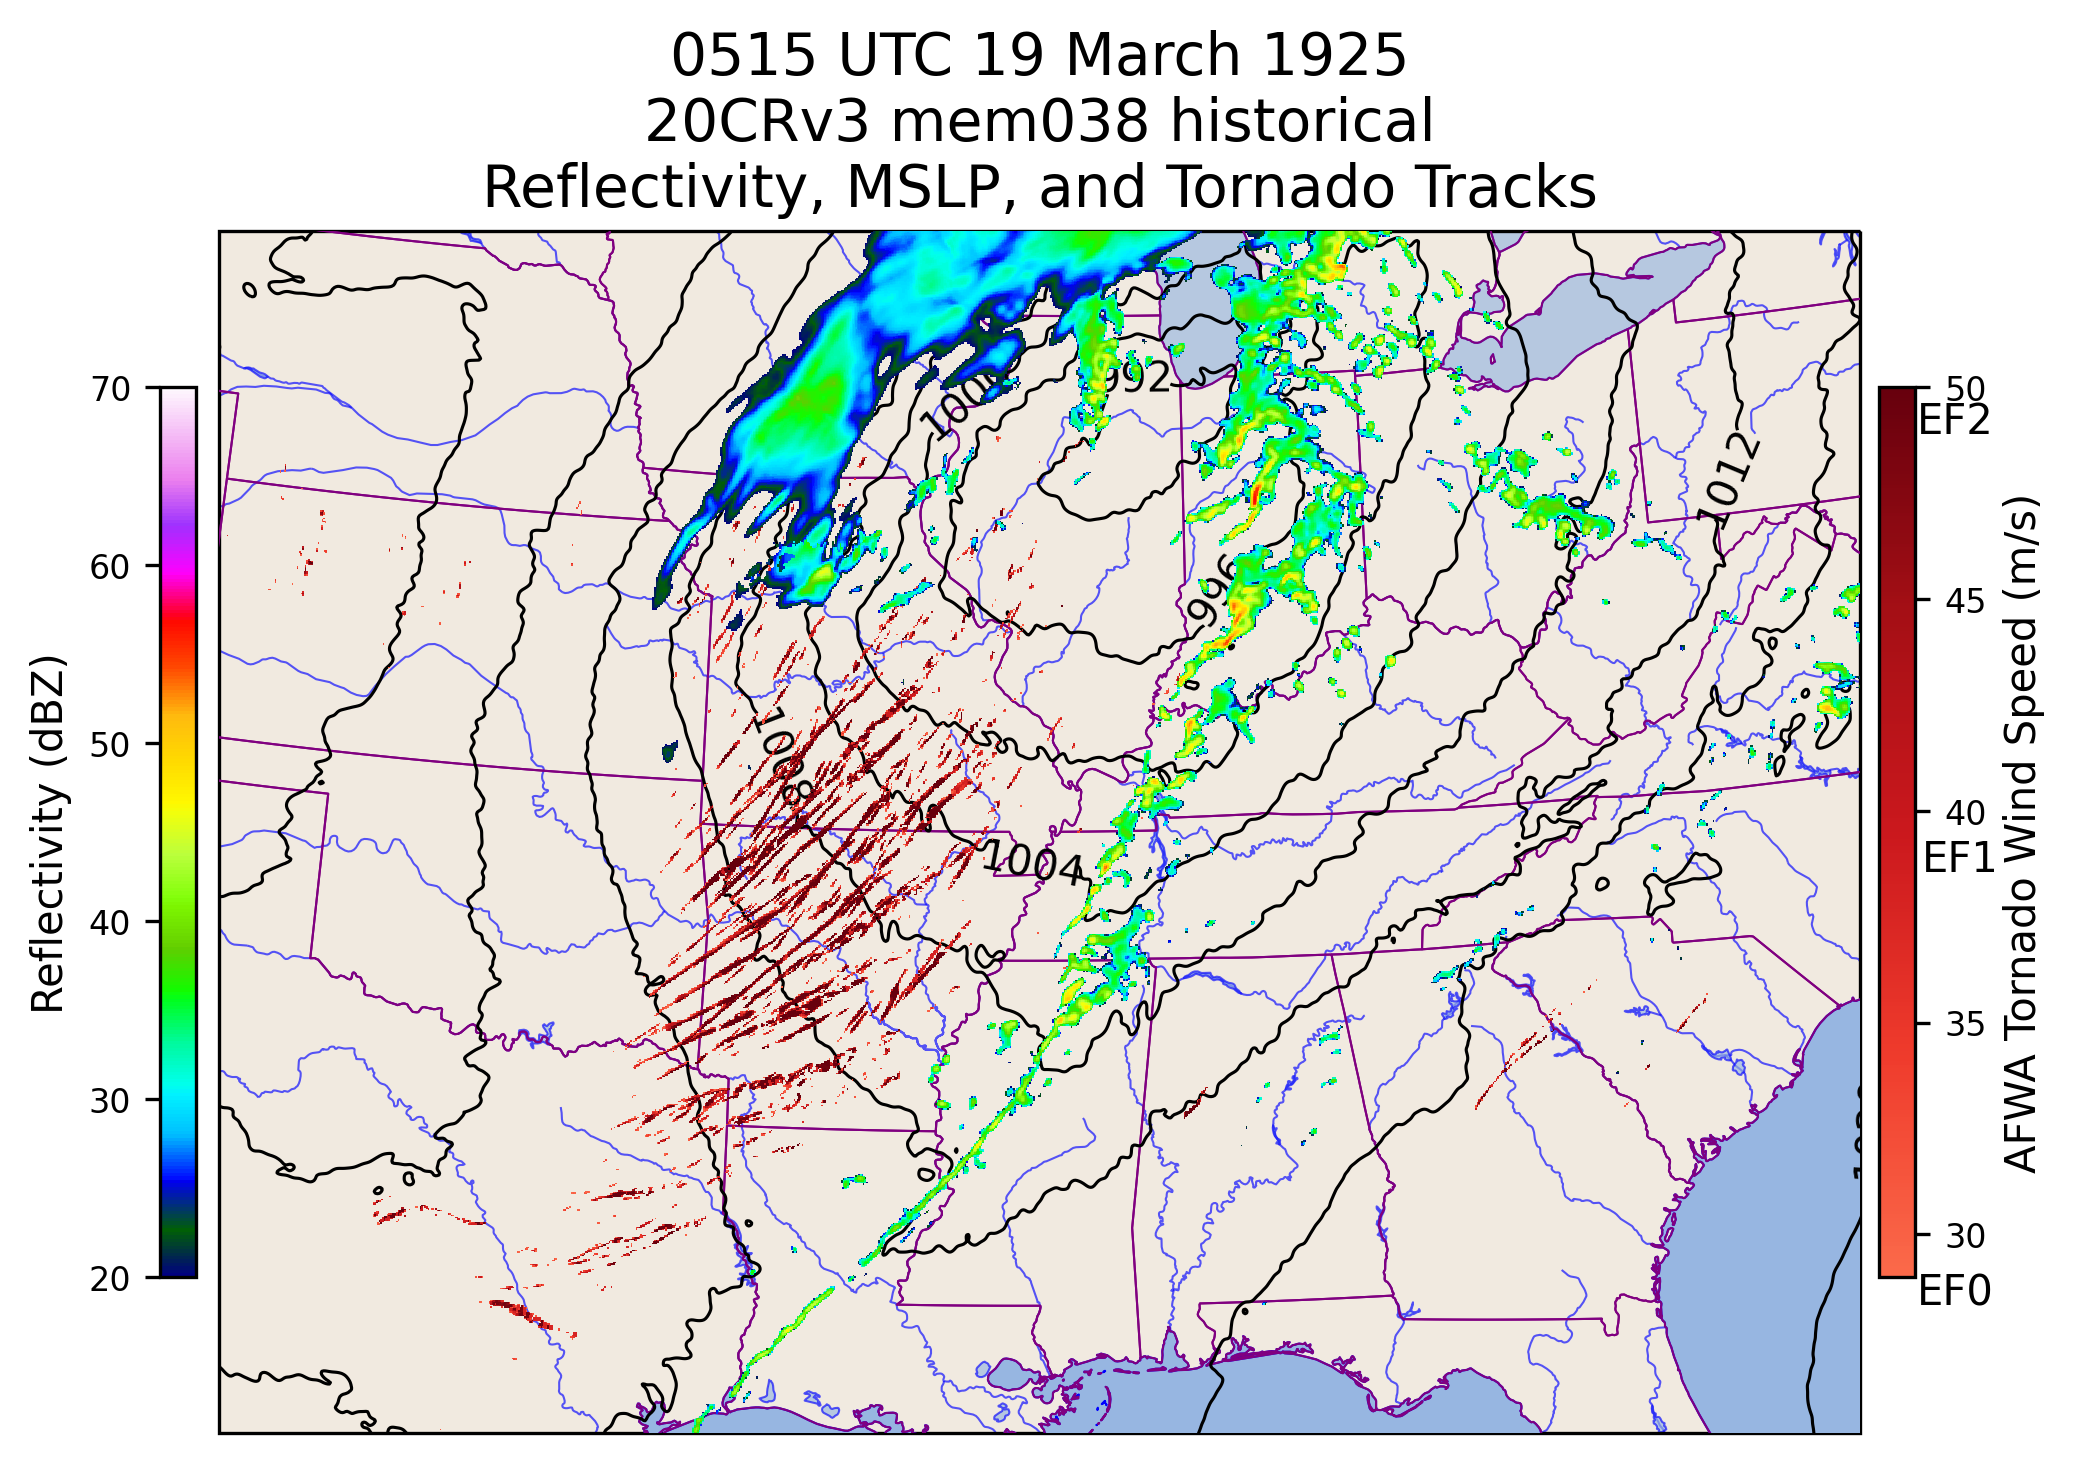 0515 UTC 19 March 1925
20CRv3 mem038 historical
Reflectivity, MSLP, and Tornado Tracks
Reflectivity (dBZ)
70
60
50
40
30
20
992
1012
996
1008
1004
50
EF2
45
40
EF1
35
30
EF0
AFWA Tornado Wind Speed (m/s)